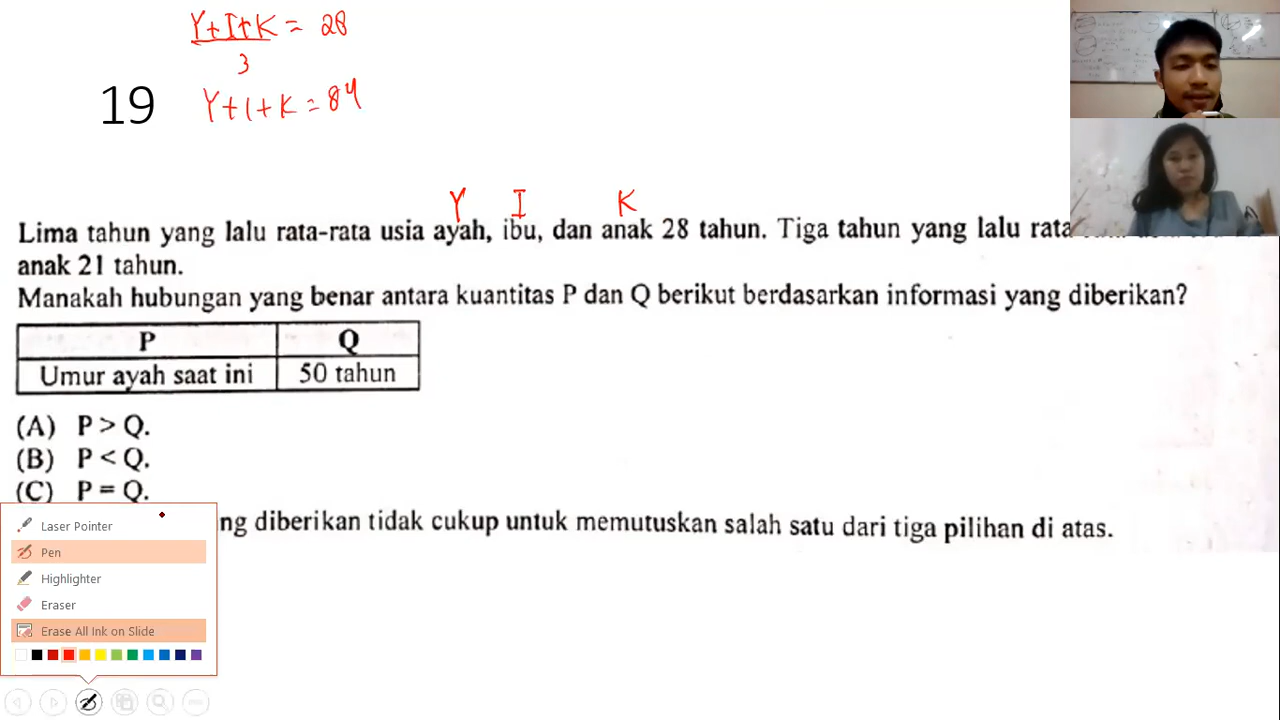 Y+I+K = 28
3
19
Y+I+K = 84
Y I K
Lima tahun yang lalu rata-rata usia ayah, ibu, dan anak 28 tahun. Tiga tahun yang lalu rata
anak 21 tahun.
Manakah hubungan yang benar antara kuantitas P dan Q berikut berdasarkan informasi yang diberikan?
P Q
Umur ayah saat ini 50 tahun
(A) P > Q.
(B) P < Q.
(C) P = Q.
ng diberikan tidak cukup untuk memutuskan salah satu dari tiga pilihan di atas.
Laser Pointer
Pen
Highlighter
Eraser
Erase All Ink on Slide